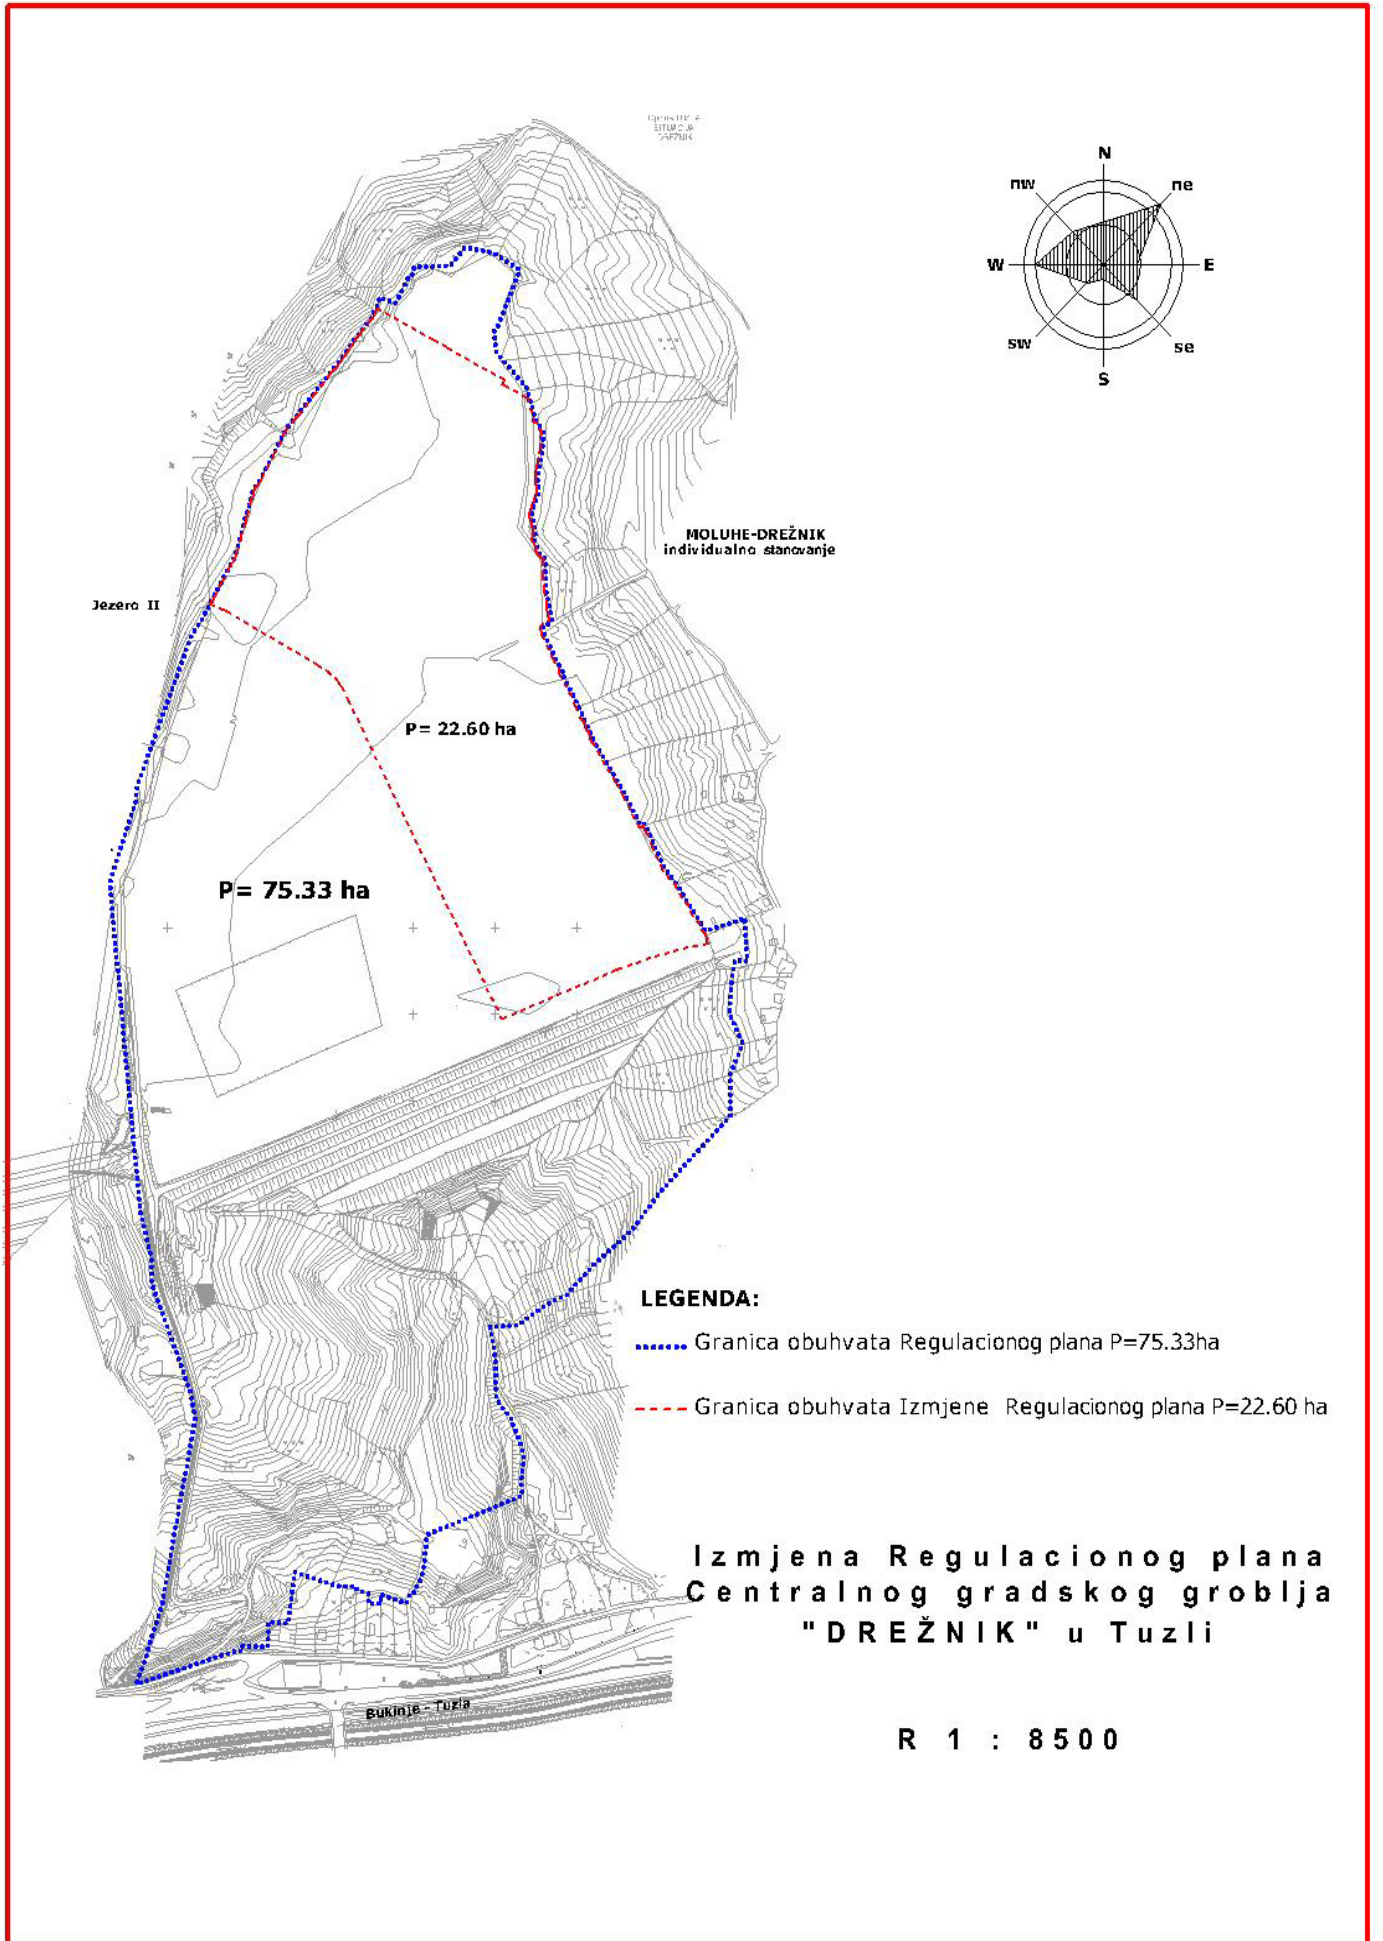 SITUACIJA
DREŽNIK
N
nw
ne
W
E
sw
se
S
MOLUHE-DREŽNIK
individualno stanovanje
Jezero II
P= 22.60 ha
P= 75.33 ha
LEGENDA:
Granica obuhvata Regulacionog plana P=75.33ha
Granica obuhvata Izmjene Regulacionog plana P=22.60 ha
Izmjena Regulacionog plana
Centralnog gradskog groblja
"DREŽNIK" u Tuzli
Bukinje - Tuzla
R 1 : 8500